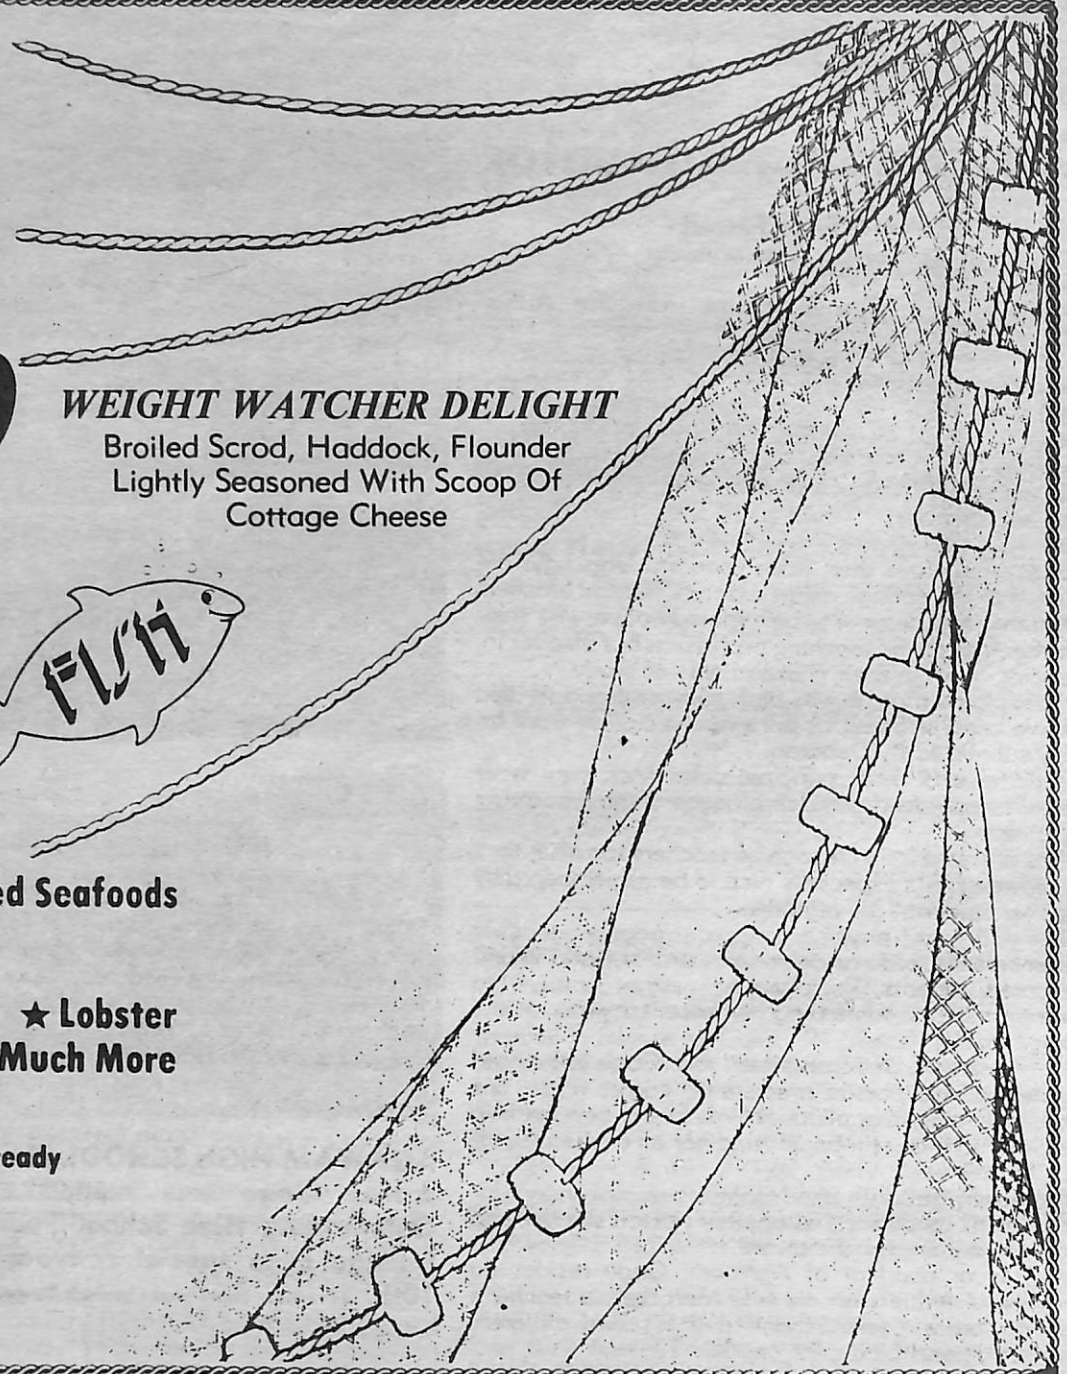 WEIGHT WATCHER DELIGHT
Broiled Scrod, Haddock, Flounder
Lightly Seasoned With Scoop Of
Cottage Cheese
FISH
ed Seafoods
★ Lobster
Much More
eady